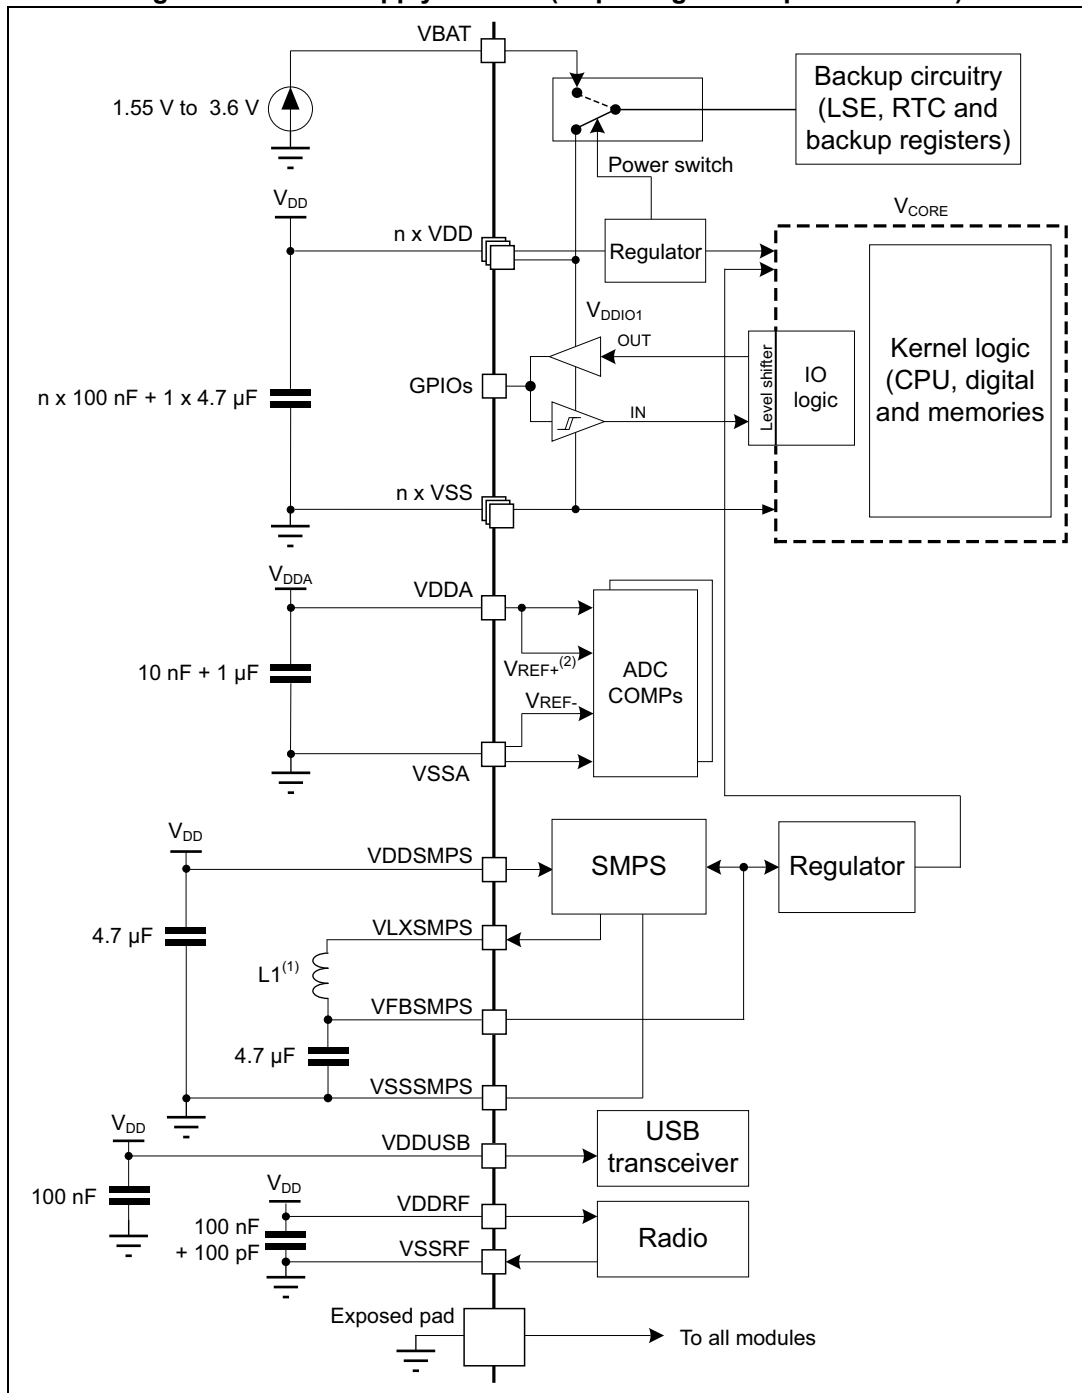 VBAT
1.55 V to 3.6 V
Backup circuitry
(LSE, RTC and
backup registers)
Power switch
VDD
n x VDD
Regulator
VCORE
VDDIO1
OUT
GPIOs
IN
Level shifter
IO
logic
Kernel logic
(CPU, digital
and memories
n x 100 nF + 1 x 4.7 µF
n x VSS
VDDA
VDDA
10 nF + 1 µF
VREF+(2)
VREF-
ADC
COMPs
VSSA
VDD
VDDSMPS
SMPS
Regulator
4.7 µF
VLXSMPS
L1(1)
VFBSMPS
4.7 µF
VSSSMPS
VDD
VDDUSB
USB
transceiver
100 nF
VDD
VDDRF
100 nF
+ 100 pF
VSSRF
Radio
Exposed pad
To all modules